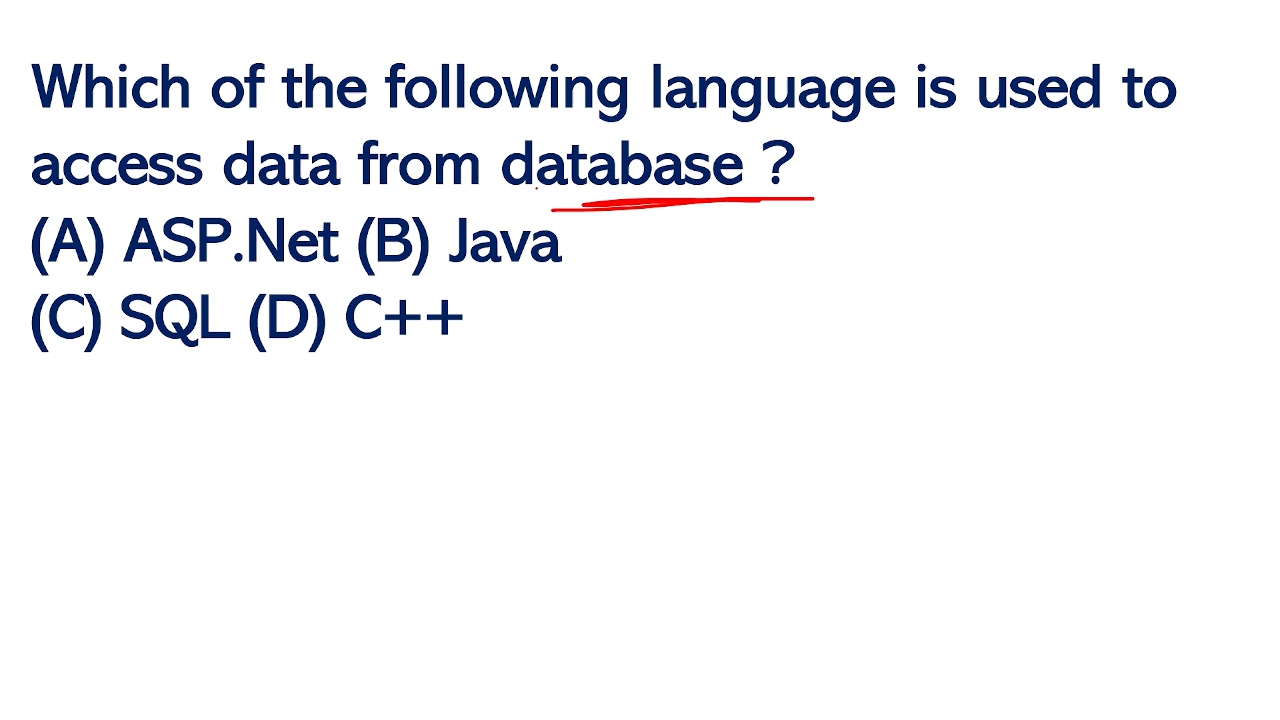 Which of the following language is used to
access data from database ?
(A) ASP.Net (B) Java
(C) SQL (D) C++